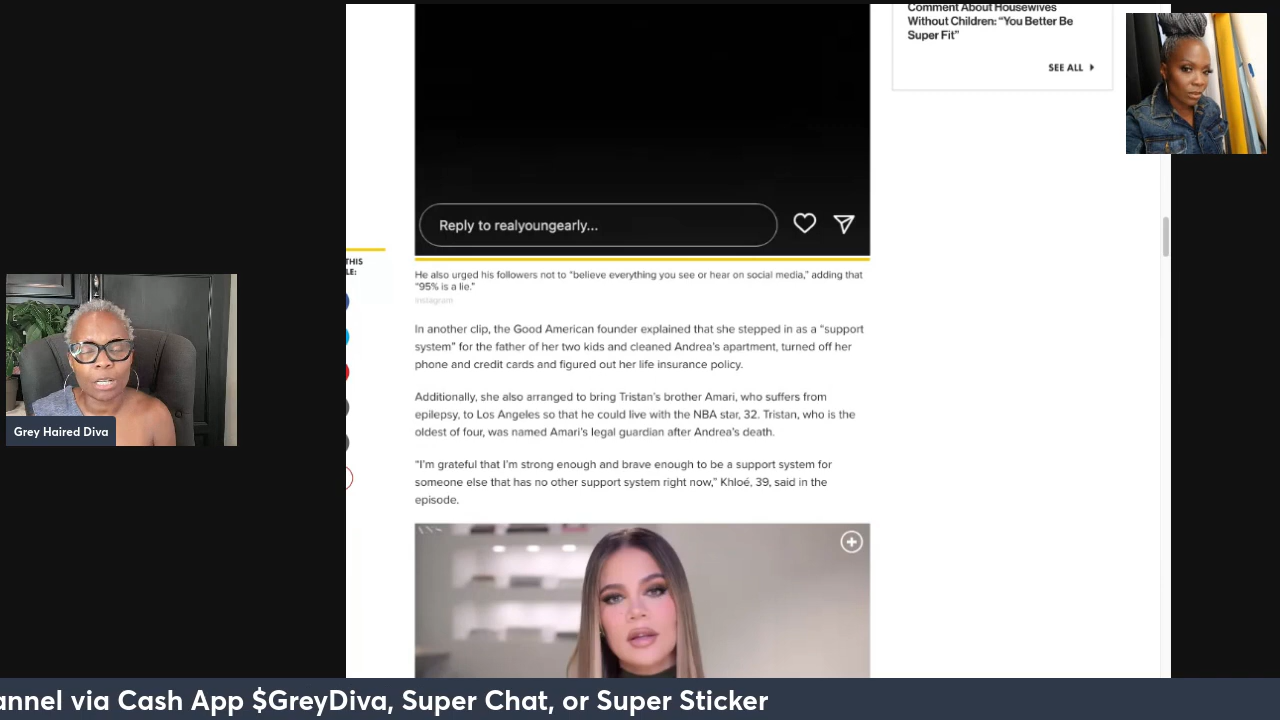 Comment About Housewives
Without Children: “You Better Be
Super Fit”
SEE ALL
Reply to realyoungearly...
THIS
LE:
He also urged his followers not to “believe everything you see or hear on social media,” adding that
“95% is a lie.”
Instagram
In another clip, the Good American founder explained that she stepped in as a “support
system” for the father of her two kids and cleaned Andrea’s apartment, turned off her
phone and credit cards and figured out her life insurance policy.
Additionally, she also arranged to bring Tristan’s brother Amari, who suffers from
epilepsy, to Los Angeles so that he could live with the NBA star, 32. Tristan, who is the
oldest of four, was named Amari’s legal guardian after Andrea’s death.
“I’m grateful that I’m strong enough and brave enough to be a support system for
someone else that has no other support system right now,” Khloé, 39, said in the
episode.
Grey Haired Diva
annel via Cash App $GreyDiva, Super Chat, or Super Sticker